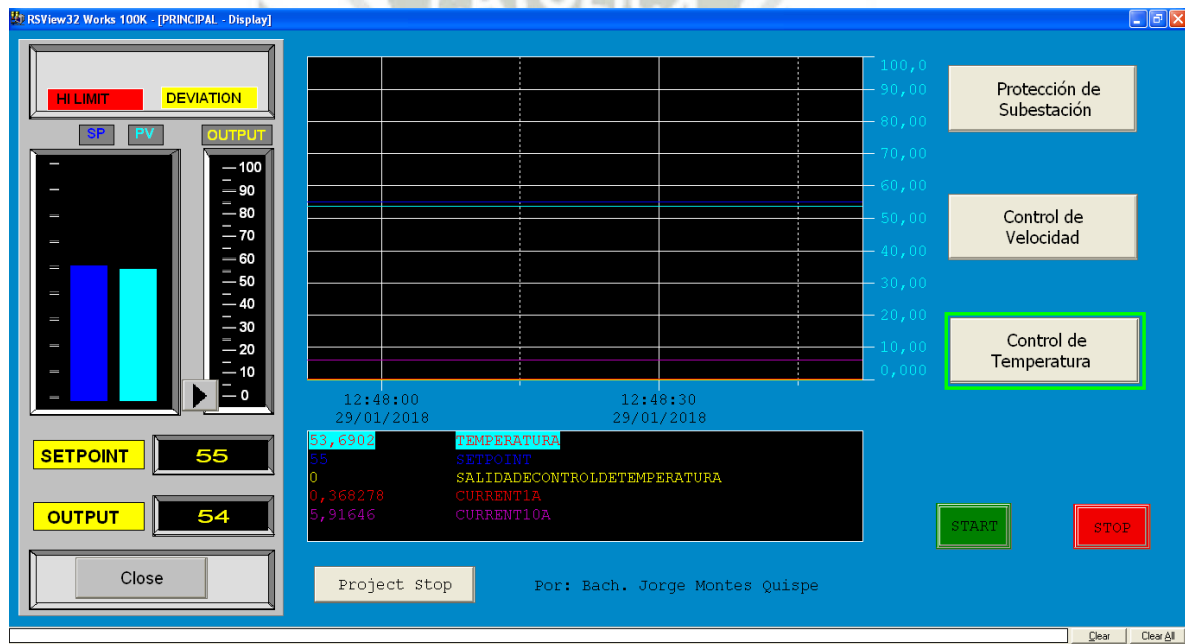 RSView32 Works 100K - [PRINCIPAL - Display]
HI LIMIT
DEVIATION
SP
PV
OUTPUT
100
90
80
70
60
50
40
30
20
10
0
SETPOINT
55
OUTPUT
54
Close
100,0
90,00
80,00
70,00
60,00
50,00
40,00
30,00
20,00
10,00
0,000
12:48:00
29/01/2018
12:48:30
29/01/2018
53,6902 TEMPERATURA
55 SETPOINT
0 SALIDADECONTROLDETEMPERATURA
0,368278 CURRENT1A
5,91646 CURRENT10A
Project Stop
Por: Bach. Jorge Montes Quispe
Protección de
Subestación
Control de
Velocidad
Control de
Temperatura
START
STOP
Clear
Clear All